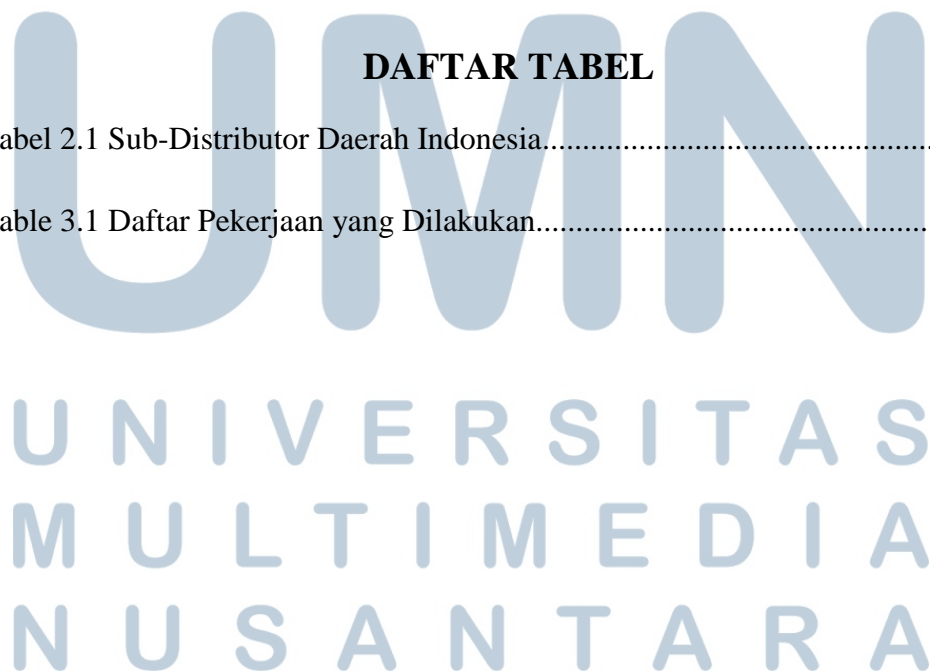 UMN
DAFTAR TABEL
abel 2.1 Sub-Distributor Daerah Indonesia................................................
able 3.1 Daftar Pekerjaan yang Dilakukan.................................................
UNIVERSITAS
MULTIMEDIA
NUSANTARA